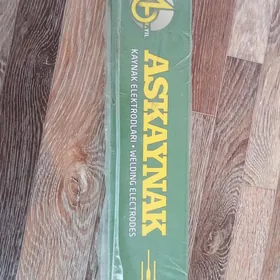 ASKAYNAK
KAYNAK ELEKTRODLARI • WELDING ELECTRODES